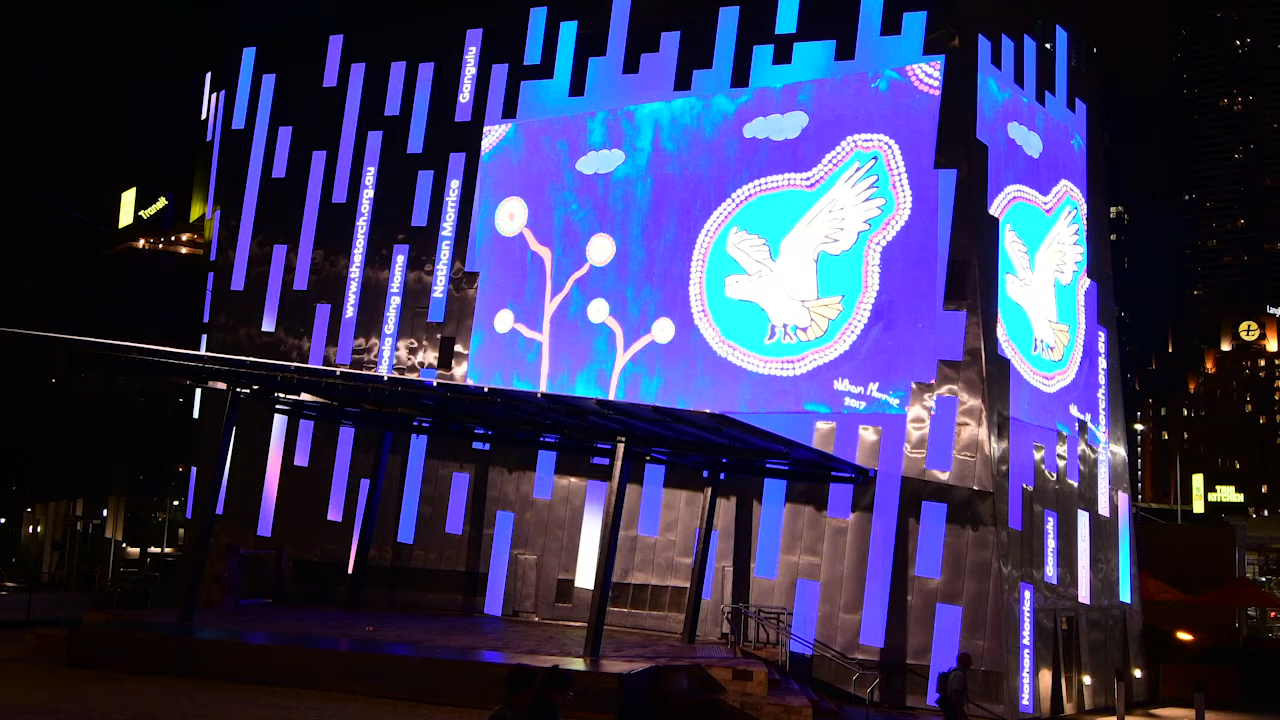 Gangulu
Transit
www.thetorch.org.au
Going Home
Nathan Morrice
Nathan Morrice
2017
www.thetorch.org.au
Gangulu
Nathan Morrice
KITCHEN